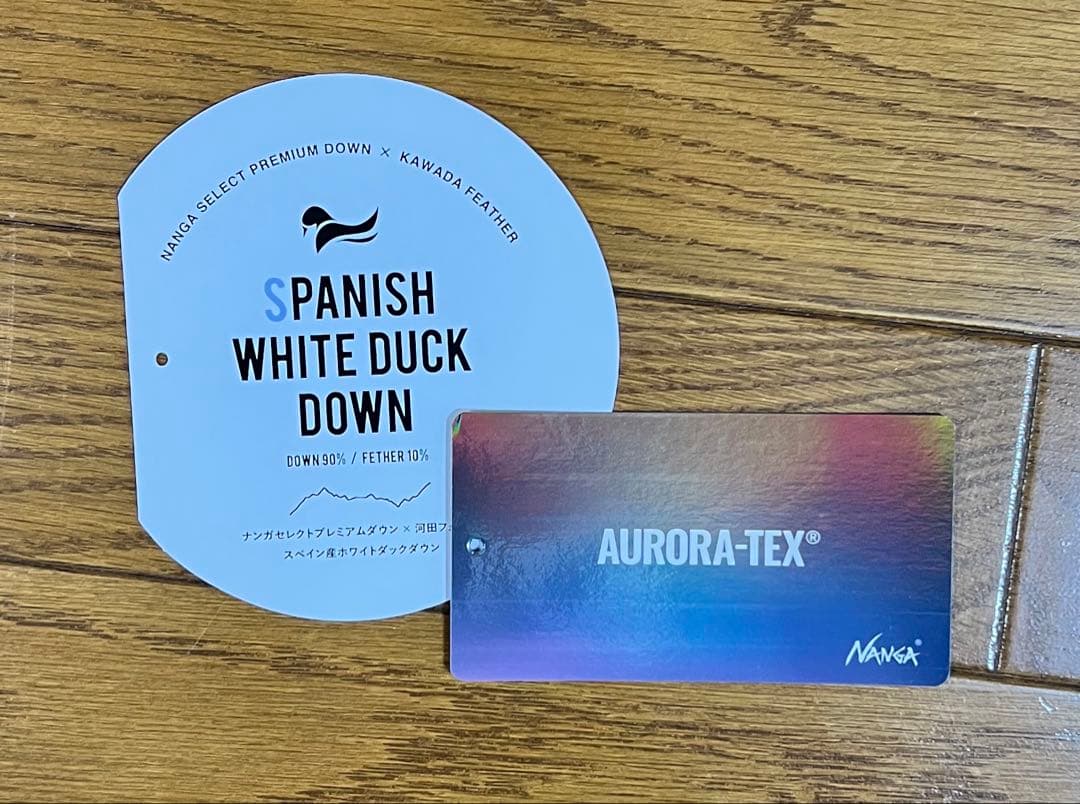 NANGA SELECT PREMIUM DOWN × KAWADA FEATHER
SPANISH
WHITE DUCK
DOWN
DOWN 90% / FETHER 10%
ナンガセレクトプレミアムダウン × 河田フ
スペイン産ホワイトダックダウン
AURORA-TEX®
NANGA®